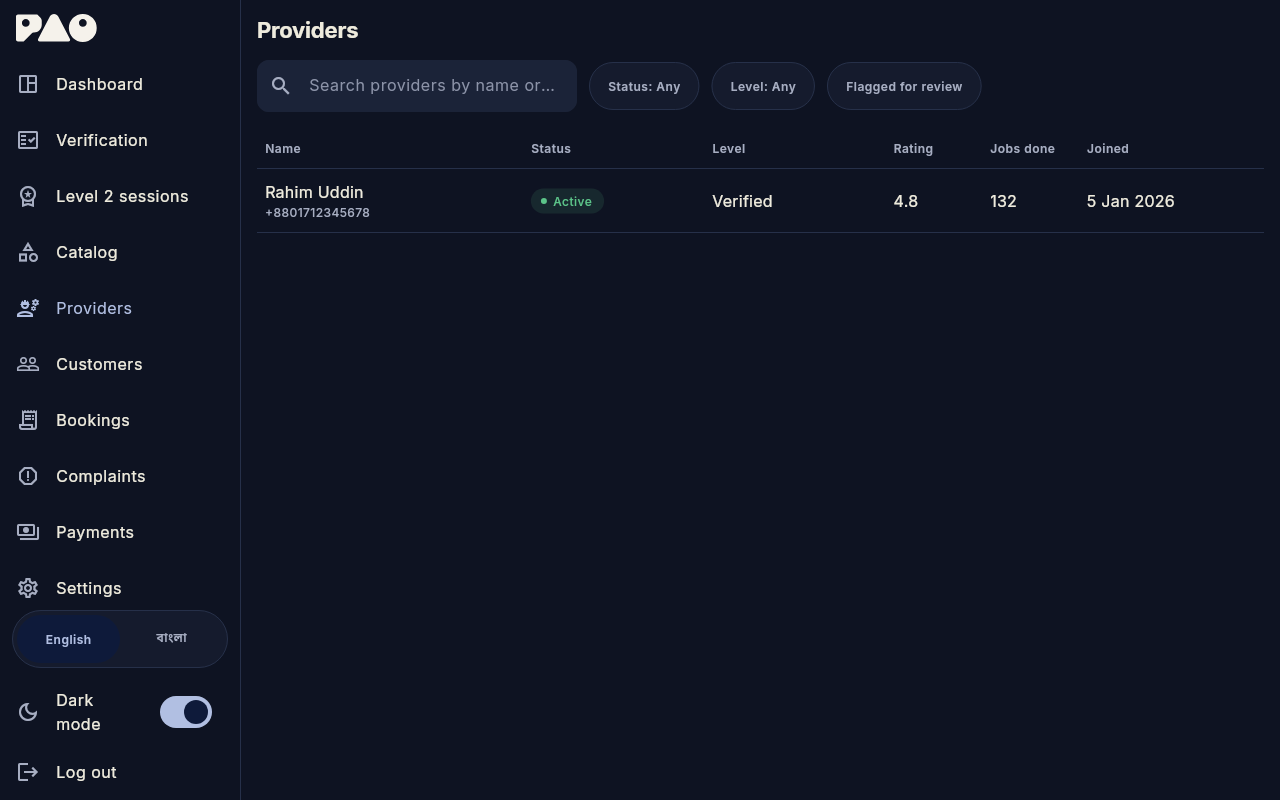 PAO
Providers
Dashboard
Verification
Level 2 sessions
Catalog
Providers
Customers
Bookings
Complaints
Payments
Settings
English
বাংলা
Dark
mode
Log out
Search providers by name or...
Status: Any
Level: Any
Flagged for review
Name Status Level Rating Jobs done Joined
Rahim Uddin
+8801712345678
Active Verified 4.8 132 5 Jan 2026